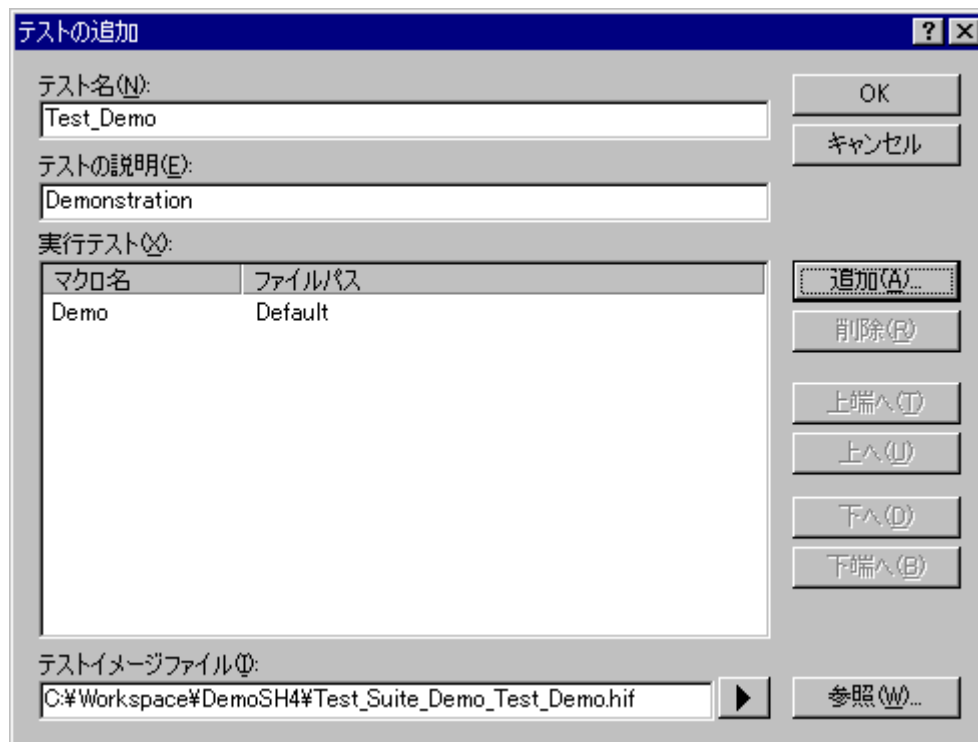 テストの追加
テスト名(N):
Test_Demo
OK
キャンセル
テストの説明(E):
Demonstration
実行テスト(X):
マクロ名 ファイルパス
Demo Default
追加(A)...
削除(R)
上端へ(T)
上へ(U)
下へ(D)
下端へ(B)
テストイメージファイル(I):
C:¥Workspace¥DemoSH4¥Test_Suite_Demo_Test_Demo.hif
参照(W)...